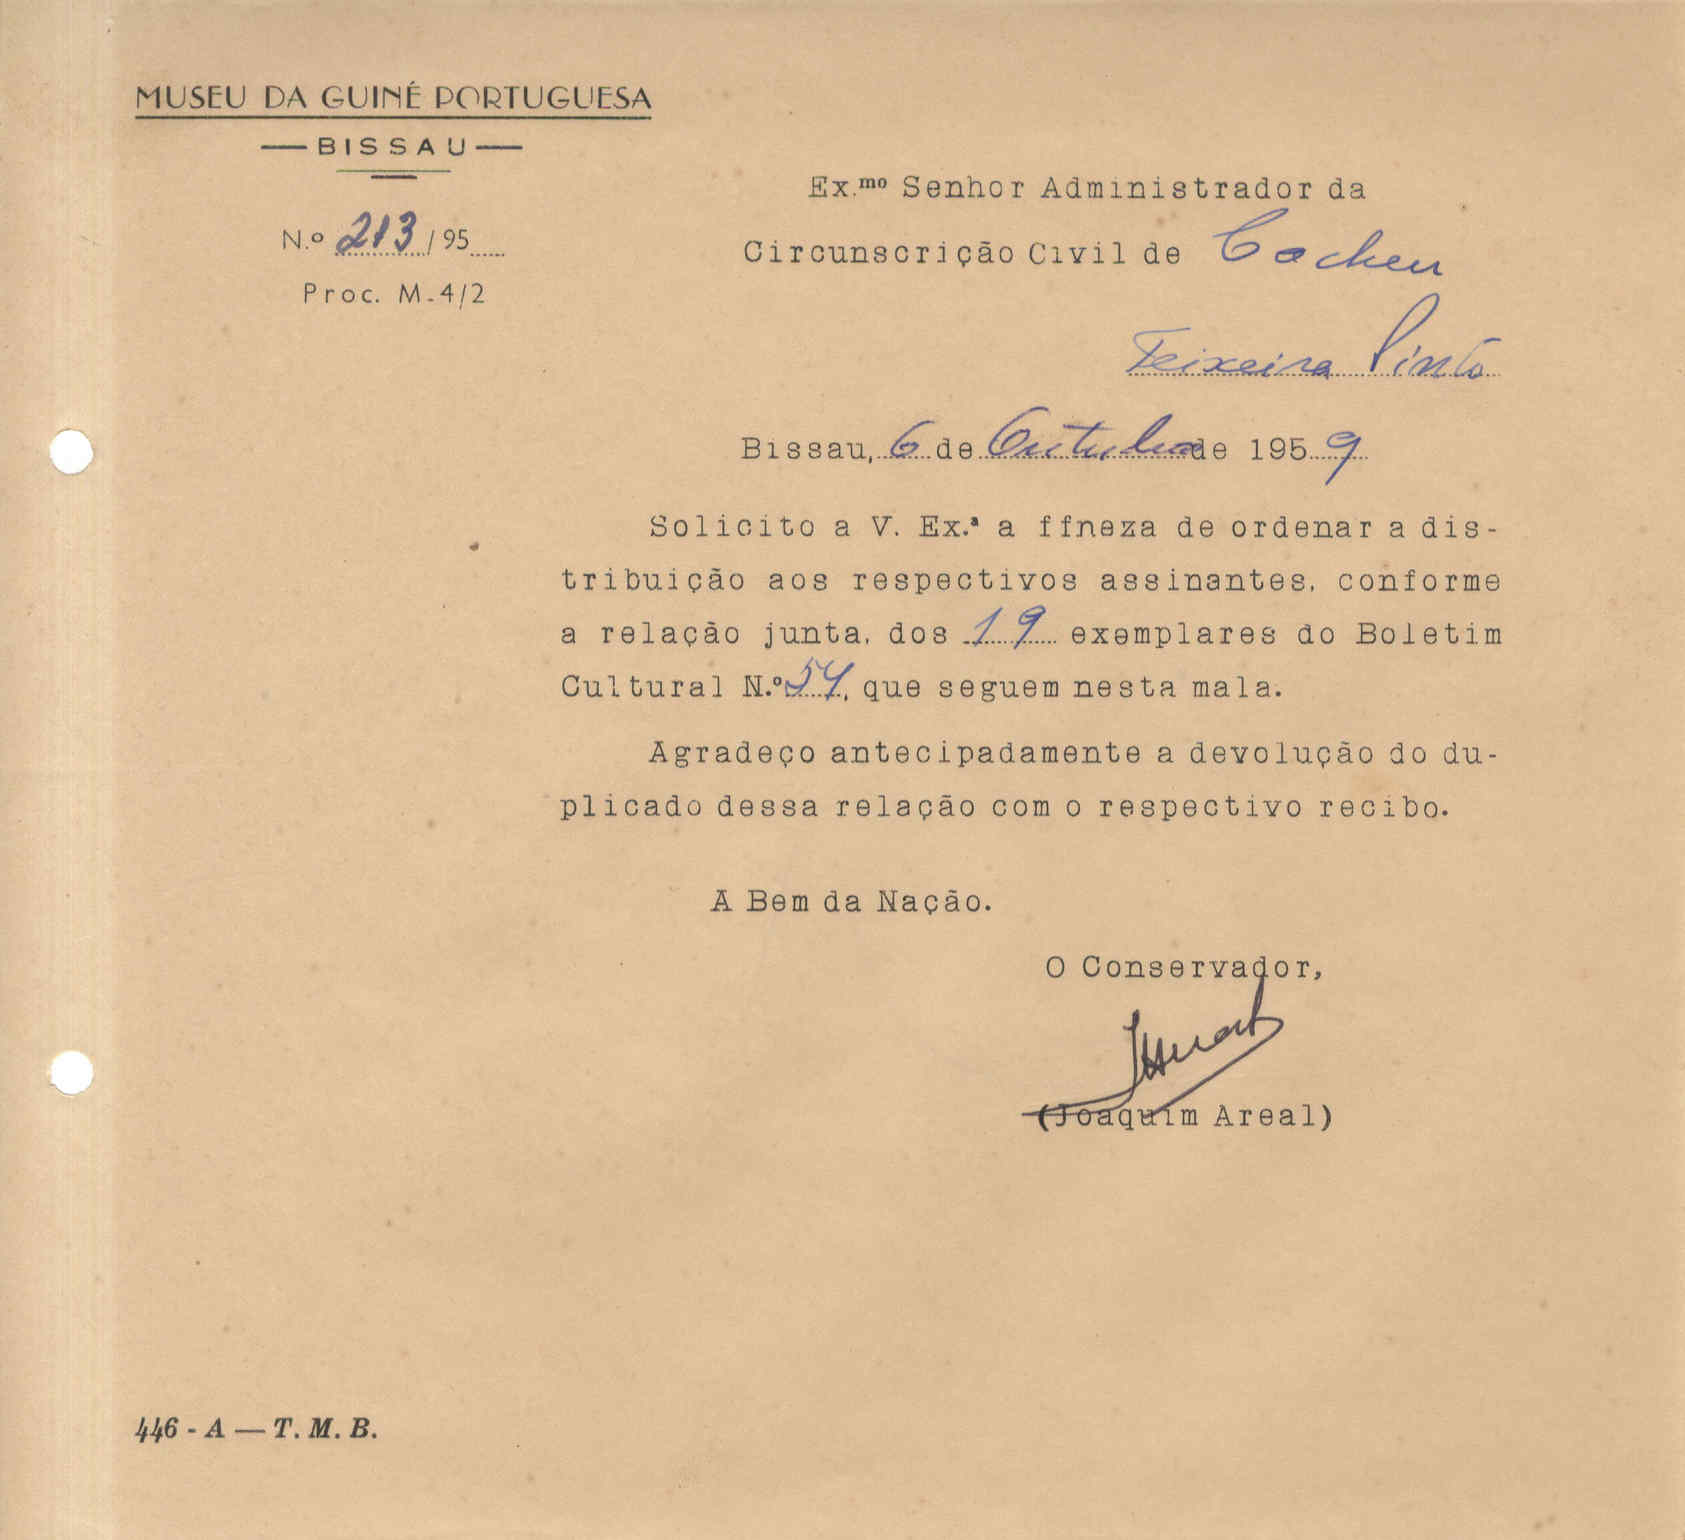 MUSEU DA GUINÉ PORTUGUESA
— BISSAU —
N.º 213/95
Proc. M-4/2
Ex.mo Senhor Administrador da
Circunscrição Civil de Cacheu
Teixeira Pinto
Bissau, 6 de Outubro de 1959
Solicito a V. Ex.ª a ffneza de ordenar a dis-
tribuição aos respectivos assinantes, conforme
a relação junta, dos 19 exemplares do Boletim
Cultural N.º 54, que seguem nesta mala.
Agradeço antecipadamente a devolução do du-
plicado dessa relação com o respectivo recibo.
A Bem da Nação.
O Conservador,
(Joaquim Areal)
446 - A — T. M. B.